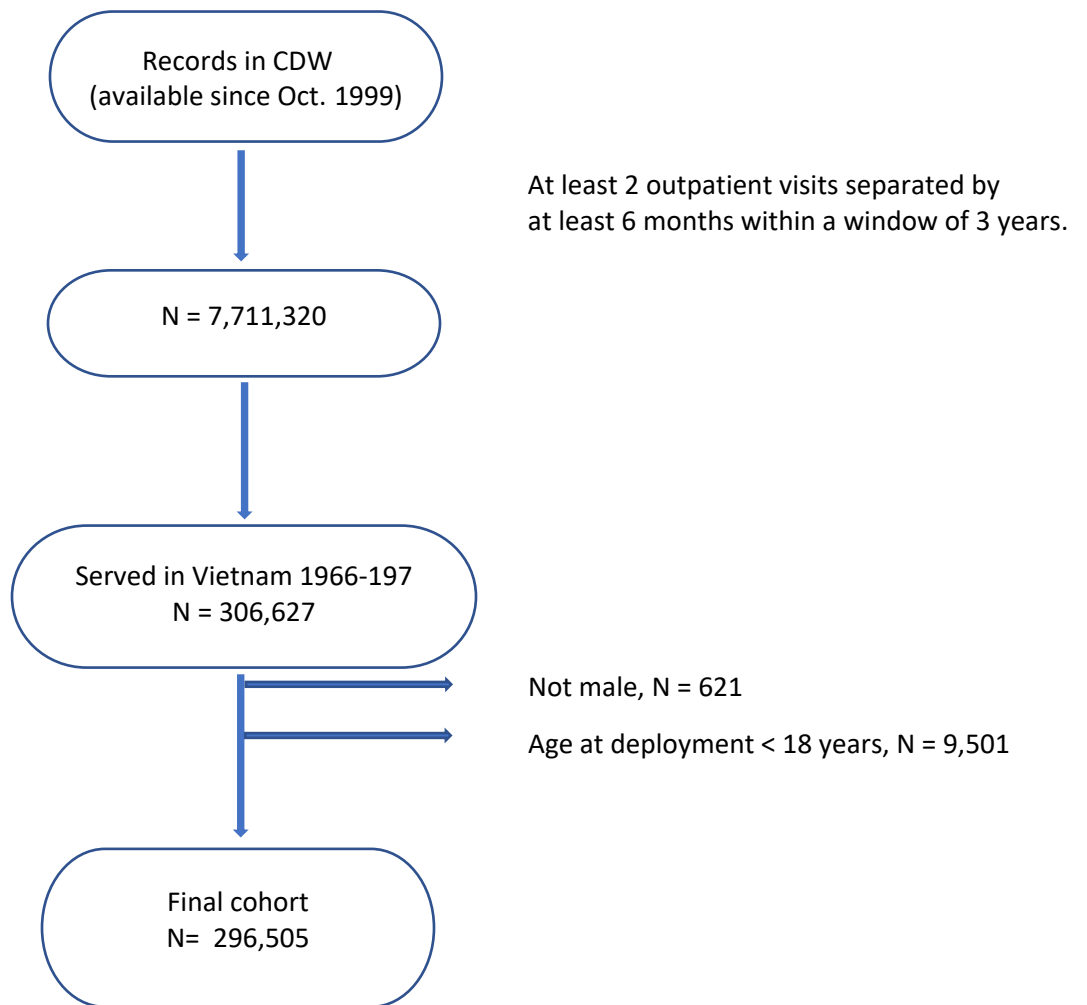 Records in CDW
(available since Oct. 1999)
At least 2 outpatient visits separated by
at least 6 months within a window of 3 years.
N = 7,711,320
Served in Vietnam 1966-197
N = 306,627
Not male, N = 621
Age at deployment < 18 years, N = 9,501
Final cohort
N= 296,505